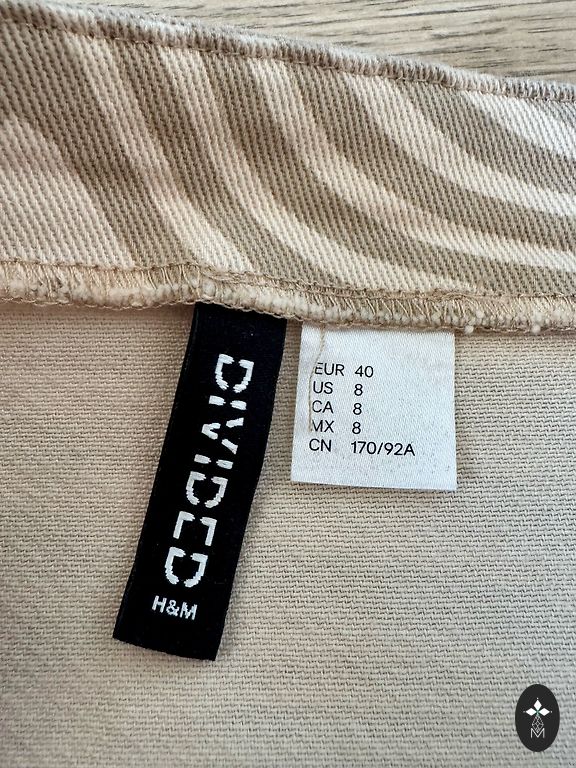 DIVIDED
H&M
EUR 40
US 8
CA 8
MX 8
CN 170/92A
M